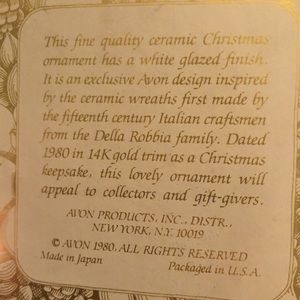 This fine quality ceramic Christmas
ornament has a white glazed finish.
It is an exclusive Avon design inspired
by the ceramic wreaths first made by
the fifteenth century Italian craftsmen
from the Della Robbia family. Dated
1980 in 14K gold trim as a Christmas
keepsake, this lovely ornament will
appeal to collectors and gift-givers.
AVON PRODUCTS, INC., DISTR.,
NEW YORK, N.Y. 10019
© AVON 1980, ALL RIGHTS RESERVED
Made in Japan Packaged in U.S.A.